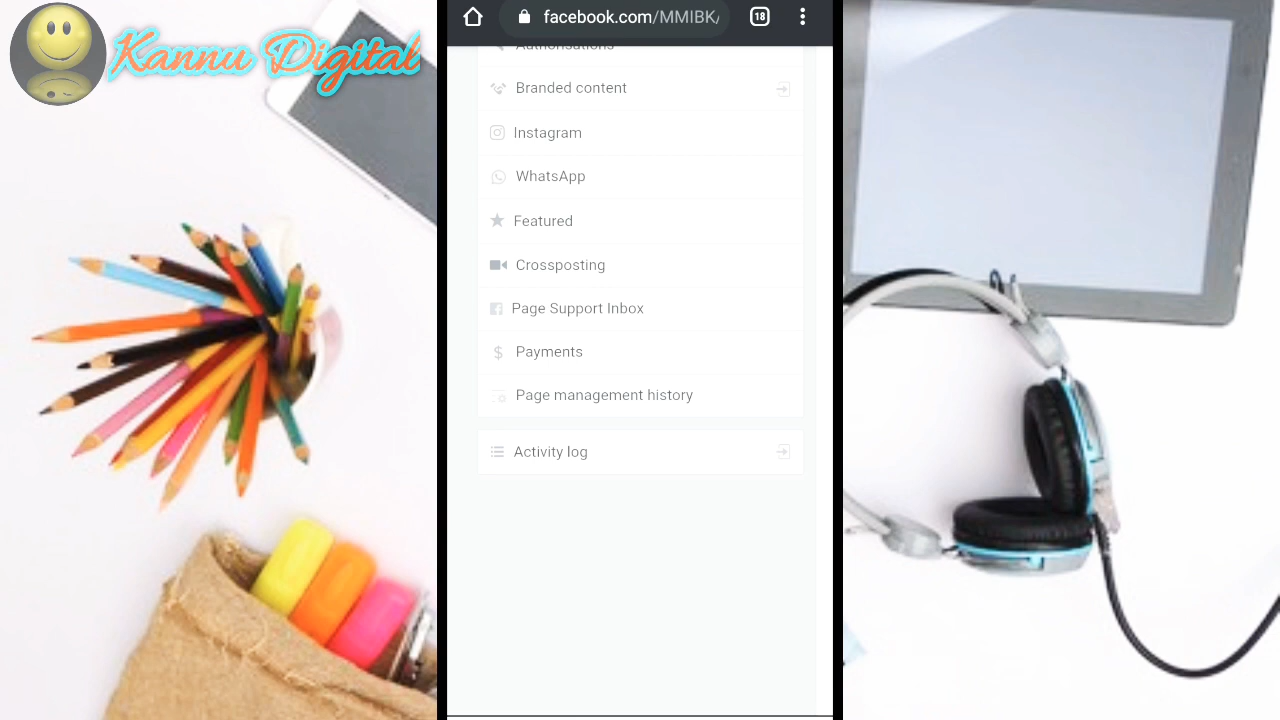 Kannu Digital
facebook.com/MMIBK/
18
Authorisations
Branded content
Instagram
WhatsApp
Featured
Crossposting
Page Support Inbox
Payments
Page management history
Activity log